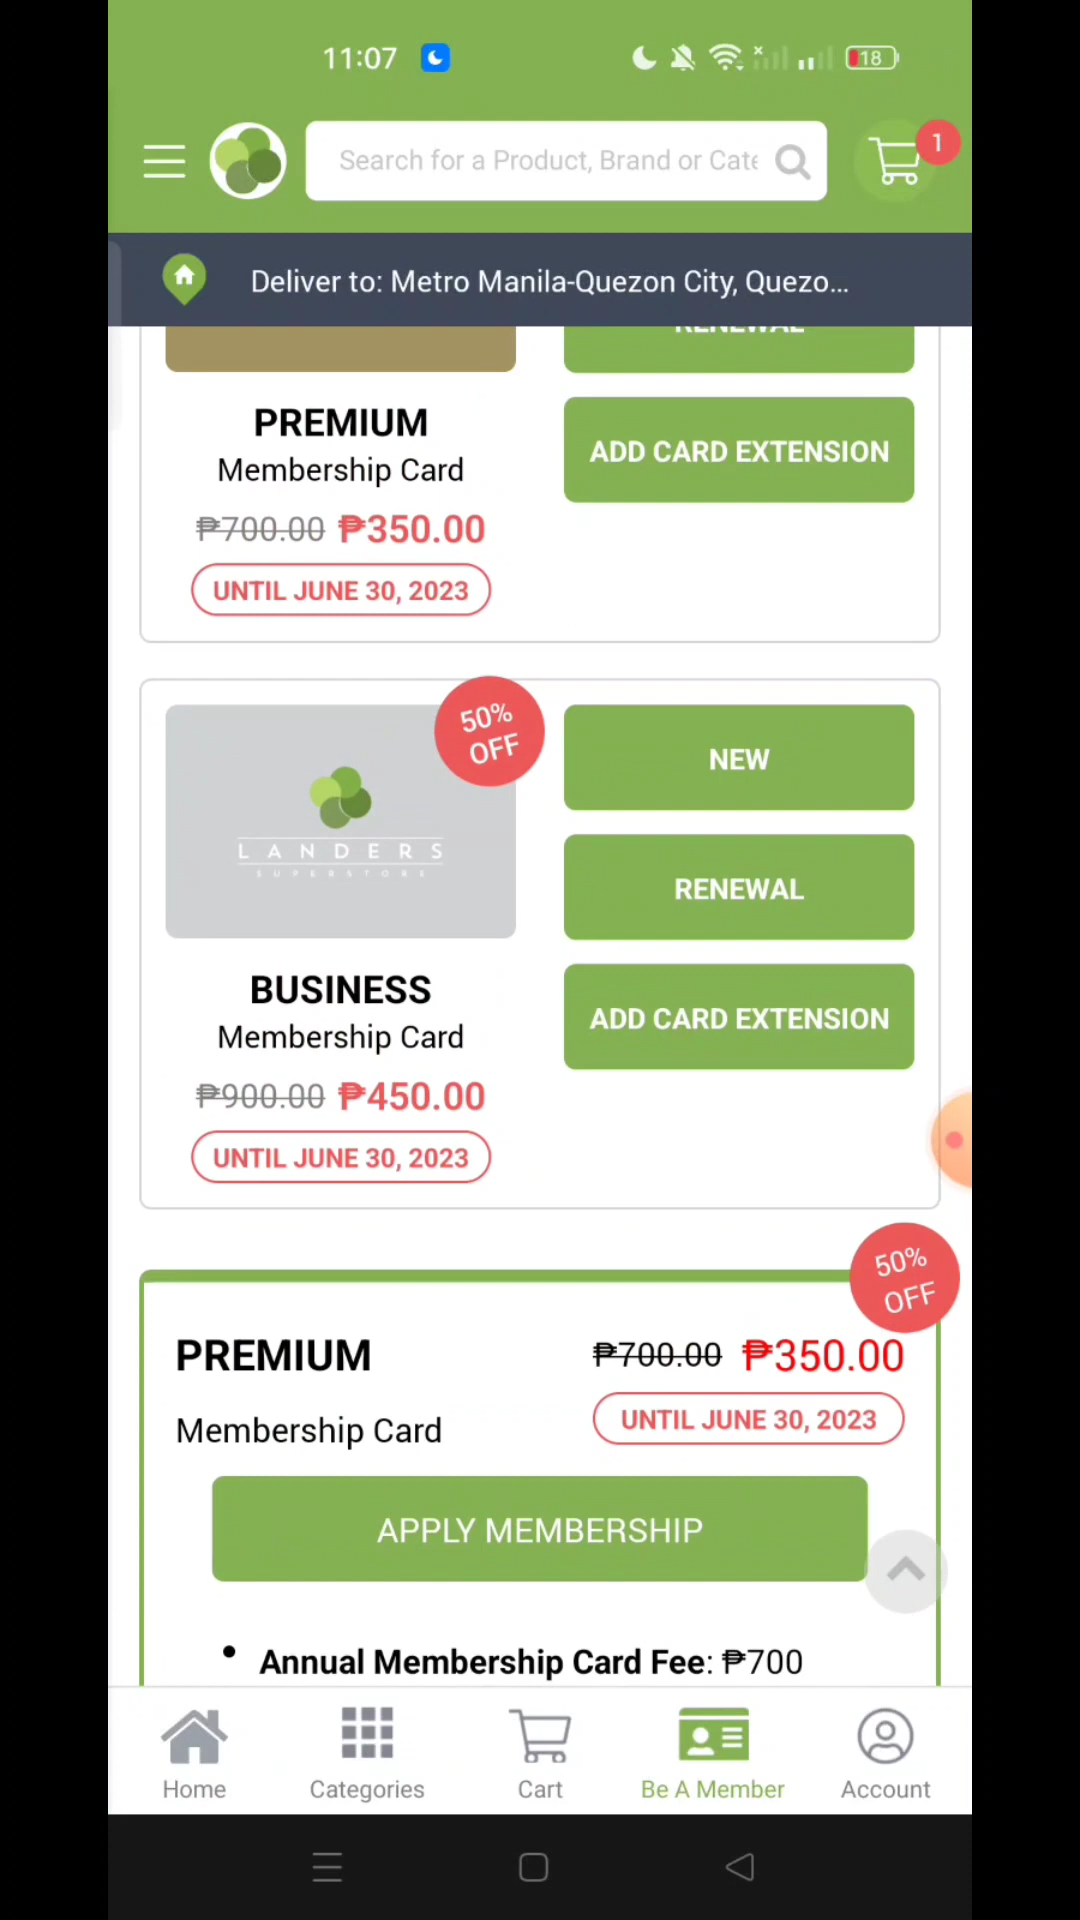 11:07
18
Search for a Product, Brand or Cate
1
Deliver to: Metro Manila-Quezon City, Quezo...
RENEWAL
PREMIUM
Membership Card
ADD CARD EXTENSION
₱700.00 ₱350.00
UNTIL JUNE 30, 2023
50%
OFF
LANDERS
SUPERSTORE
NEW
RENEWAL
ADD CARD EXTENSION
BUSINESS
Membership Card
₱900.00 ₱450.00
UNTIL JUNE 30, 2023
50%
OFF
PREMIUM
₱700.00 ₱350.00
Membership Card
UNTIL JUNE 30, 2023
APPLY MEMBERSHIP
• Annual Membership Card Fee: ₱700
Home
Categories
Cart
Be A Member
Account